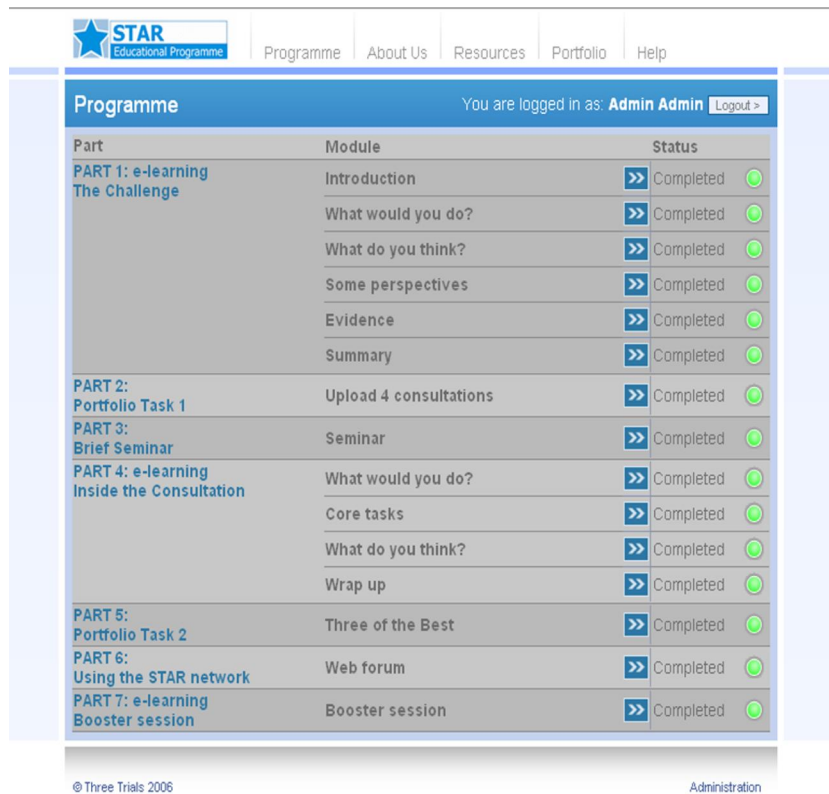 STAR
Educational Programme
Programme About Us Resources Portfolio Help
Programme You are logged in as: Admin Admin Logout >
Part Module Status
PART 1: e-learning
The Challenge
Introduction >> Completed
What would you do? >> Completed
What do you think? >> Completed
Some perspectives >> Completed
Evidence >> Completed
Summary >> Completed
PART 2:
Portfolio Task 1
Upload 4 consultations >> Completed
PART 3:
Brief Seminar
Seminar >> Completed
PART 4: e-learning
Inside the Consultation
What would you do? >> Completed
Core tasks >> Completed
What do you think? >> Completed
Wrap up >> Completed
PART 5:
Portfolio Task 2
Three of the Best >> Completed
PART 6:
Using the STAR network
Web forum >> Completed
PART 7: e-learning
Booster session
Booster session >> Completed
© Three Trials 2006 Administration